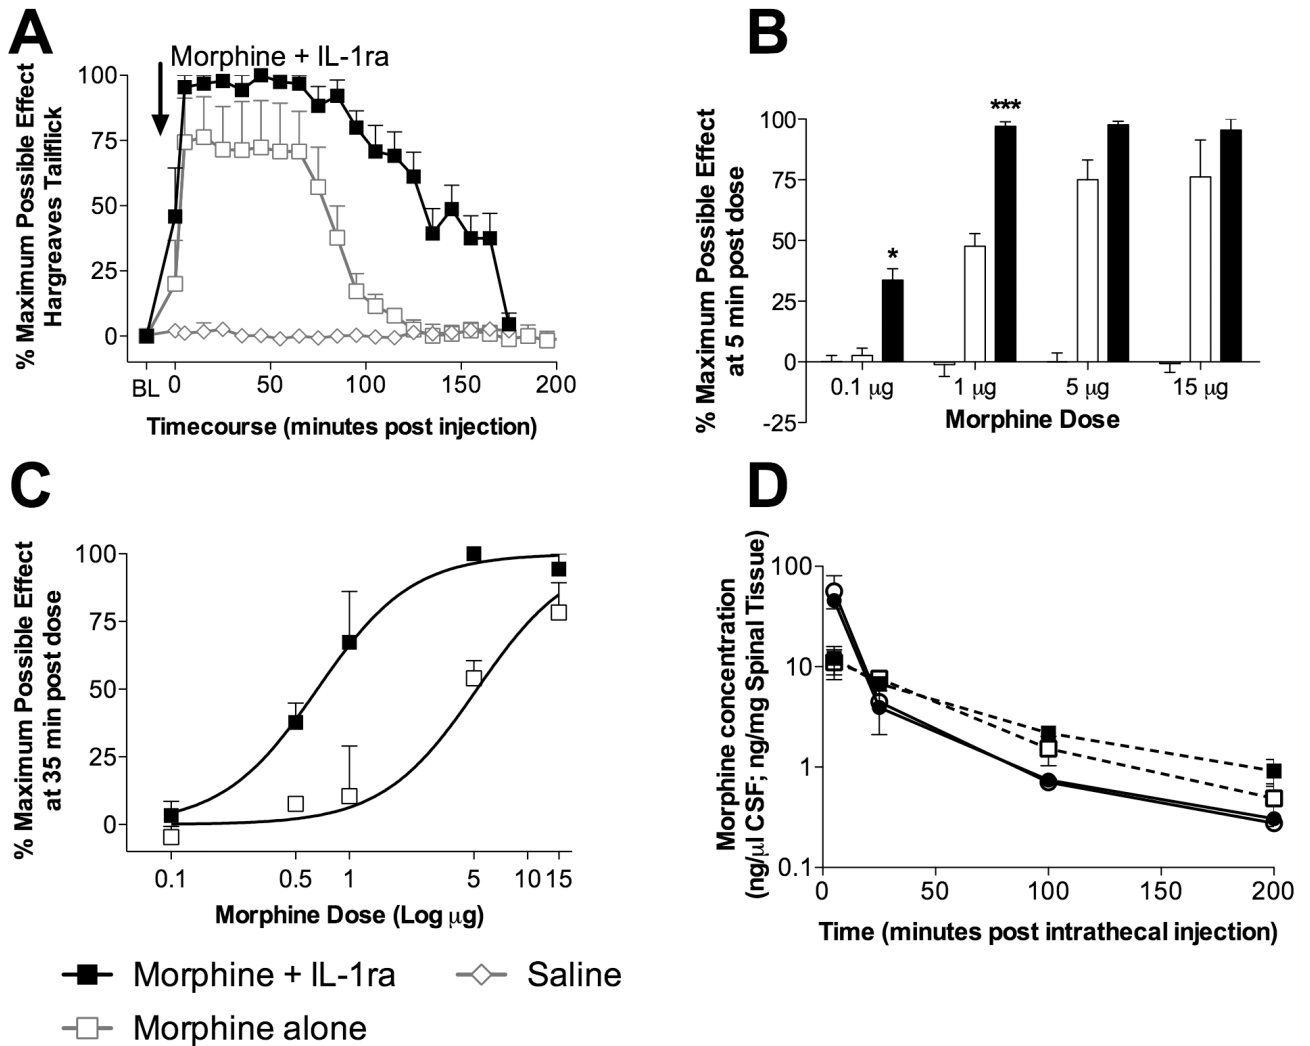 A
Morphine + IL-1ra
% Maximum Possible Effect
Hargreaves Tailflick
100
75
50
25
0
BL 0 50 100 150 200
Timecourse (minutes post injection)
B
% Maximum Possible Effect
at 5 min post dose
100
75
50
25
0
-25
*
***
0.1 µg 1 µg 5 µg 15 µg
Morphine Dose
C
% Maximum Possible Effect
at 35 min post dose
100
75
50
25
0
0.1 0.5 1 5 10 15
Morphine Dose (Log µg)
D
Morphine concentration
(ng/µl CSF; ng/mg Spinal Tissue)
100
10
1
0.1
0 50 100 150 200
Time (minutes post intrathecal injection)
Morphine + IL-1ra
Saline
Morphine alone